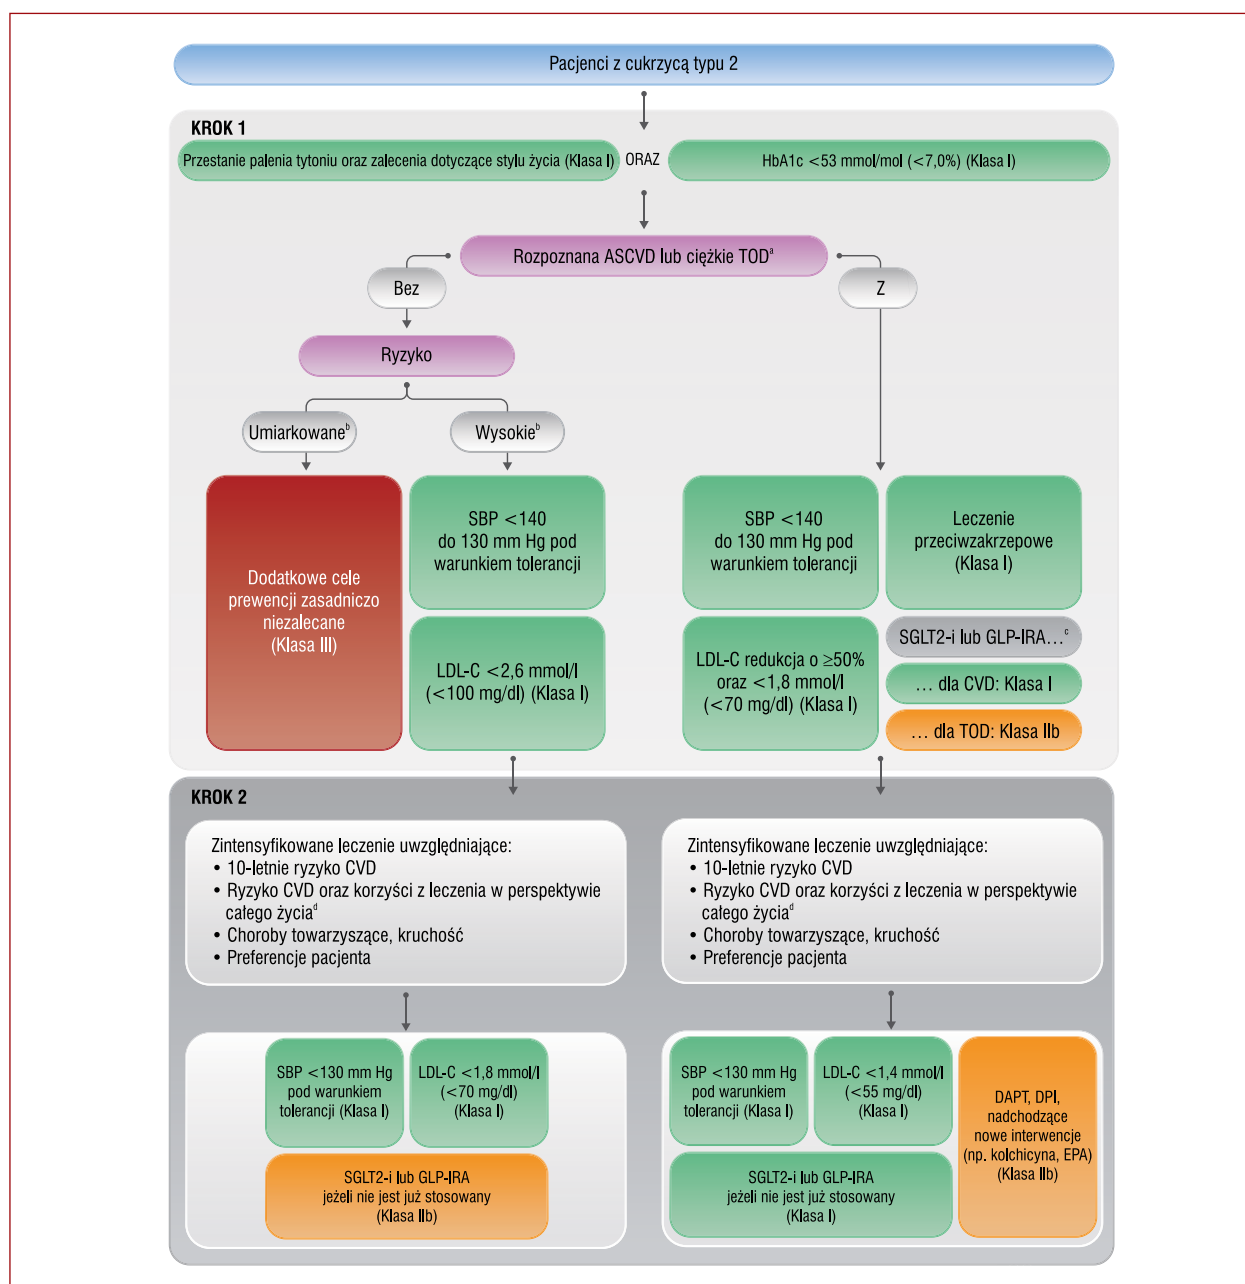 Pacjenci z cukrzycą typu 2
KROK 1
Przestanie palenia tytoniu oraz zalecenia dotyczące stylu życia (Klasa I)
ORAZ
HbA1c <53 mmol/mol (<7,0%) (Klasa I)
Rozpoznana ASCVD lub ciężkie TODᵃ
Bez
Z
Ryzyko
Umiarkowaneᵇ
Wysokieᵇ
Dodatkowe cele
prewencji zasadniczo
niezalecane
(Klasa III)
SBP <140
do 130 mm Hg pod
warunkiem tolerancji
LDL-C <2,6 mmol/l
(<100 mg/dl) (Klasa I)
SBP <140
do 130 mm Hg pod
warunkiem tolerancji
LDL-C redukcja o ≥50%
oraz <1,8 mmol/l
(<70 mg/dl) (Klasa I)
Leczenie
przeciwzakrzepowe
(Klasa I)
SGLT2-i lub GLP-IRA…ᶜ
… dla CVD: Klasa I
… dla TOD: Klasa IIb
KROK 2
Zintensyfikowane leczenie uwzględniające:
• 10-letnie ryzyko CVD
• Ryzyko CVD oraz korzyści z leczenia w perspektywie
całego życiaᵈ
• Choroby towarzyszące, kruchość
• Preferencje pacjenta
Zintensyfikowane leczenie uwzględniające:
• 10-letnie ryzyko CVD
• Ryzyko CVD oraz korzyści z leczenia w perspektywie
całego życiaᵈ
• Choroby towarzyszące, kruchość
• Preferencje pacjenta
SBP <130 mm Hg
pod warunkiem
tolerancji (Klasa I)
LDL-C <1,8 mmol/l
(<70 mg/dl)
(Klasa I)
SGLT2-i lub GLP-IRA
jeżeli nie jest już stosowany
(Klasa IIb)
SBP <130 mm Hg
pod warunkiem
tolerancji (Klasa I)
LDL-C <1,4 mmol/l
(<55 mg/dl)
(Klasa I)
SGLT2-i lub GLP-IRA
jeżeli nie jest już stosowany
(Klasa I)
DAPT, DPI,
nadchodzące
nowe interwencje
(np. kolchicyna, EPA)
(Klasa IIb)